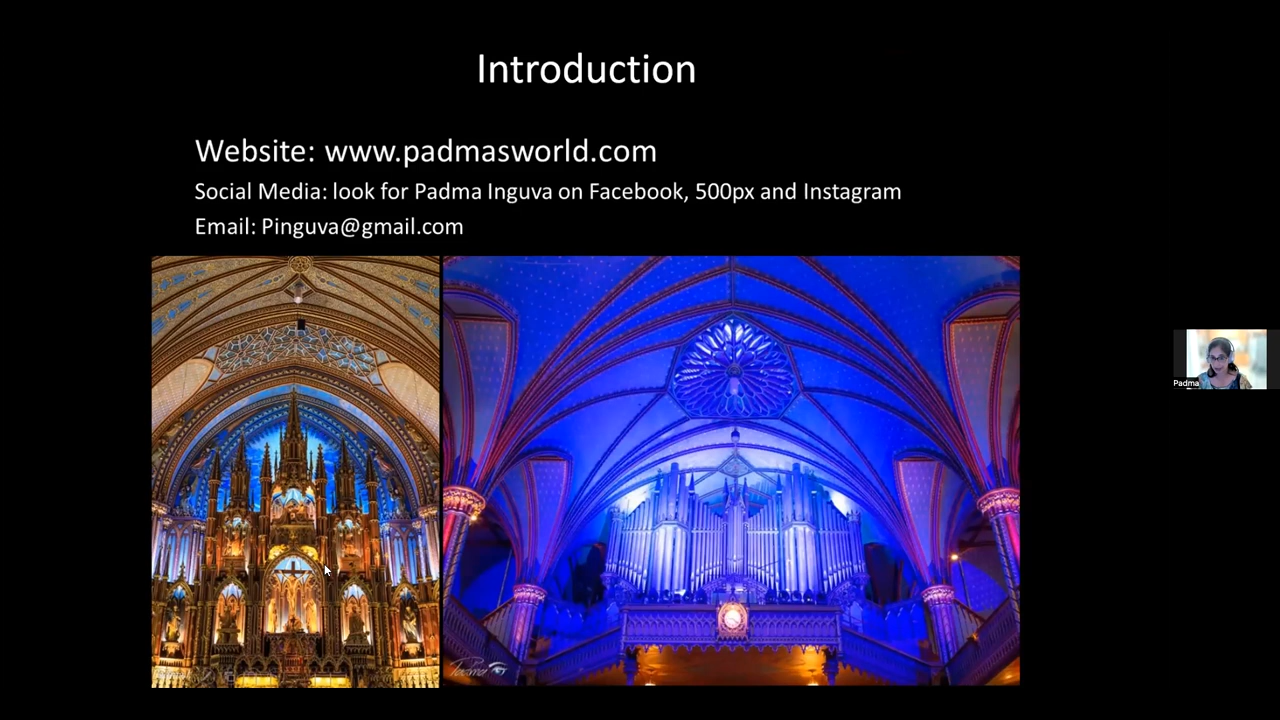 Introduction
Website: www.padmasworld.com
Social Media: look for Padma Inguva on Facebook, 500px and Instagram
Email: Pinguva@gmail.com
Padma
Padma